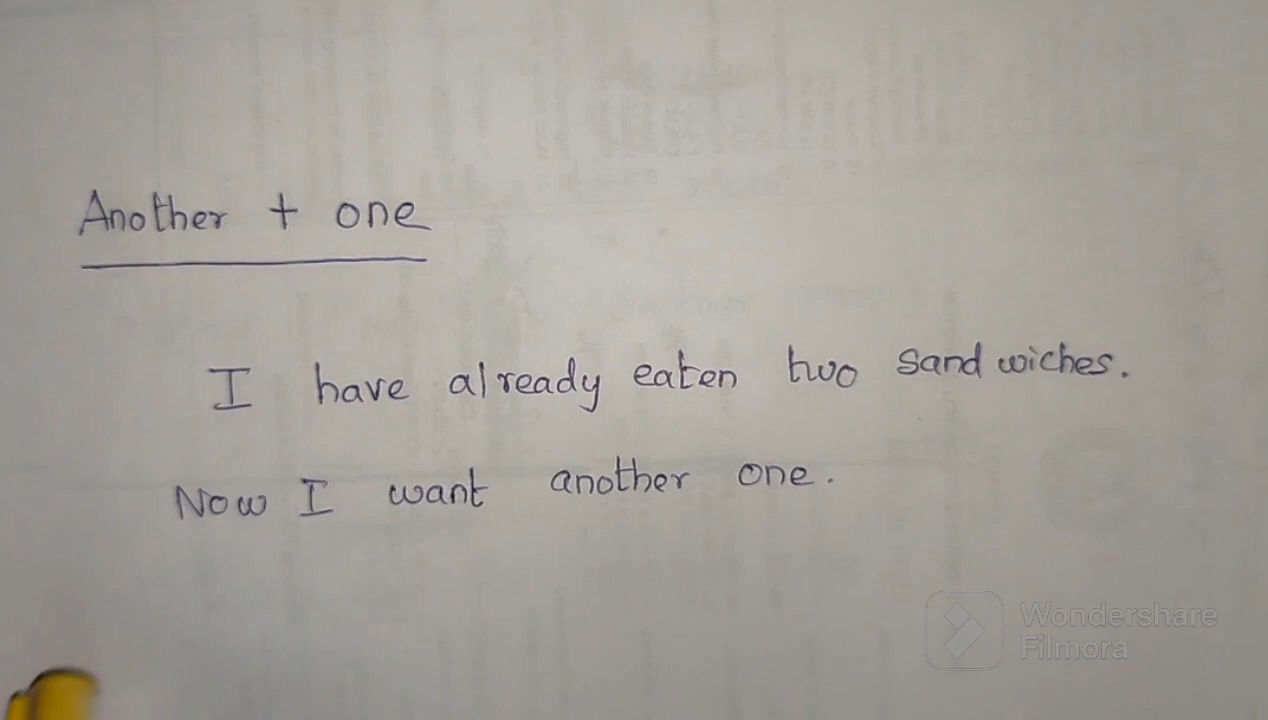 Another + one
I have already eaten two sandwiches.
Now I want another one.
Wondershare
Filmora